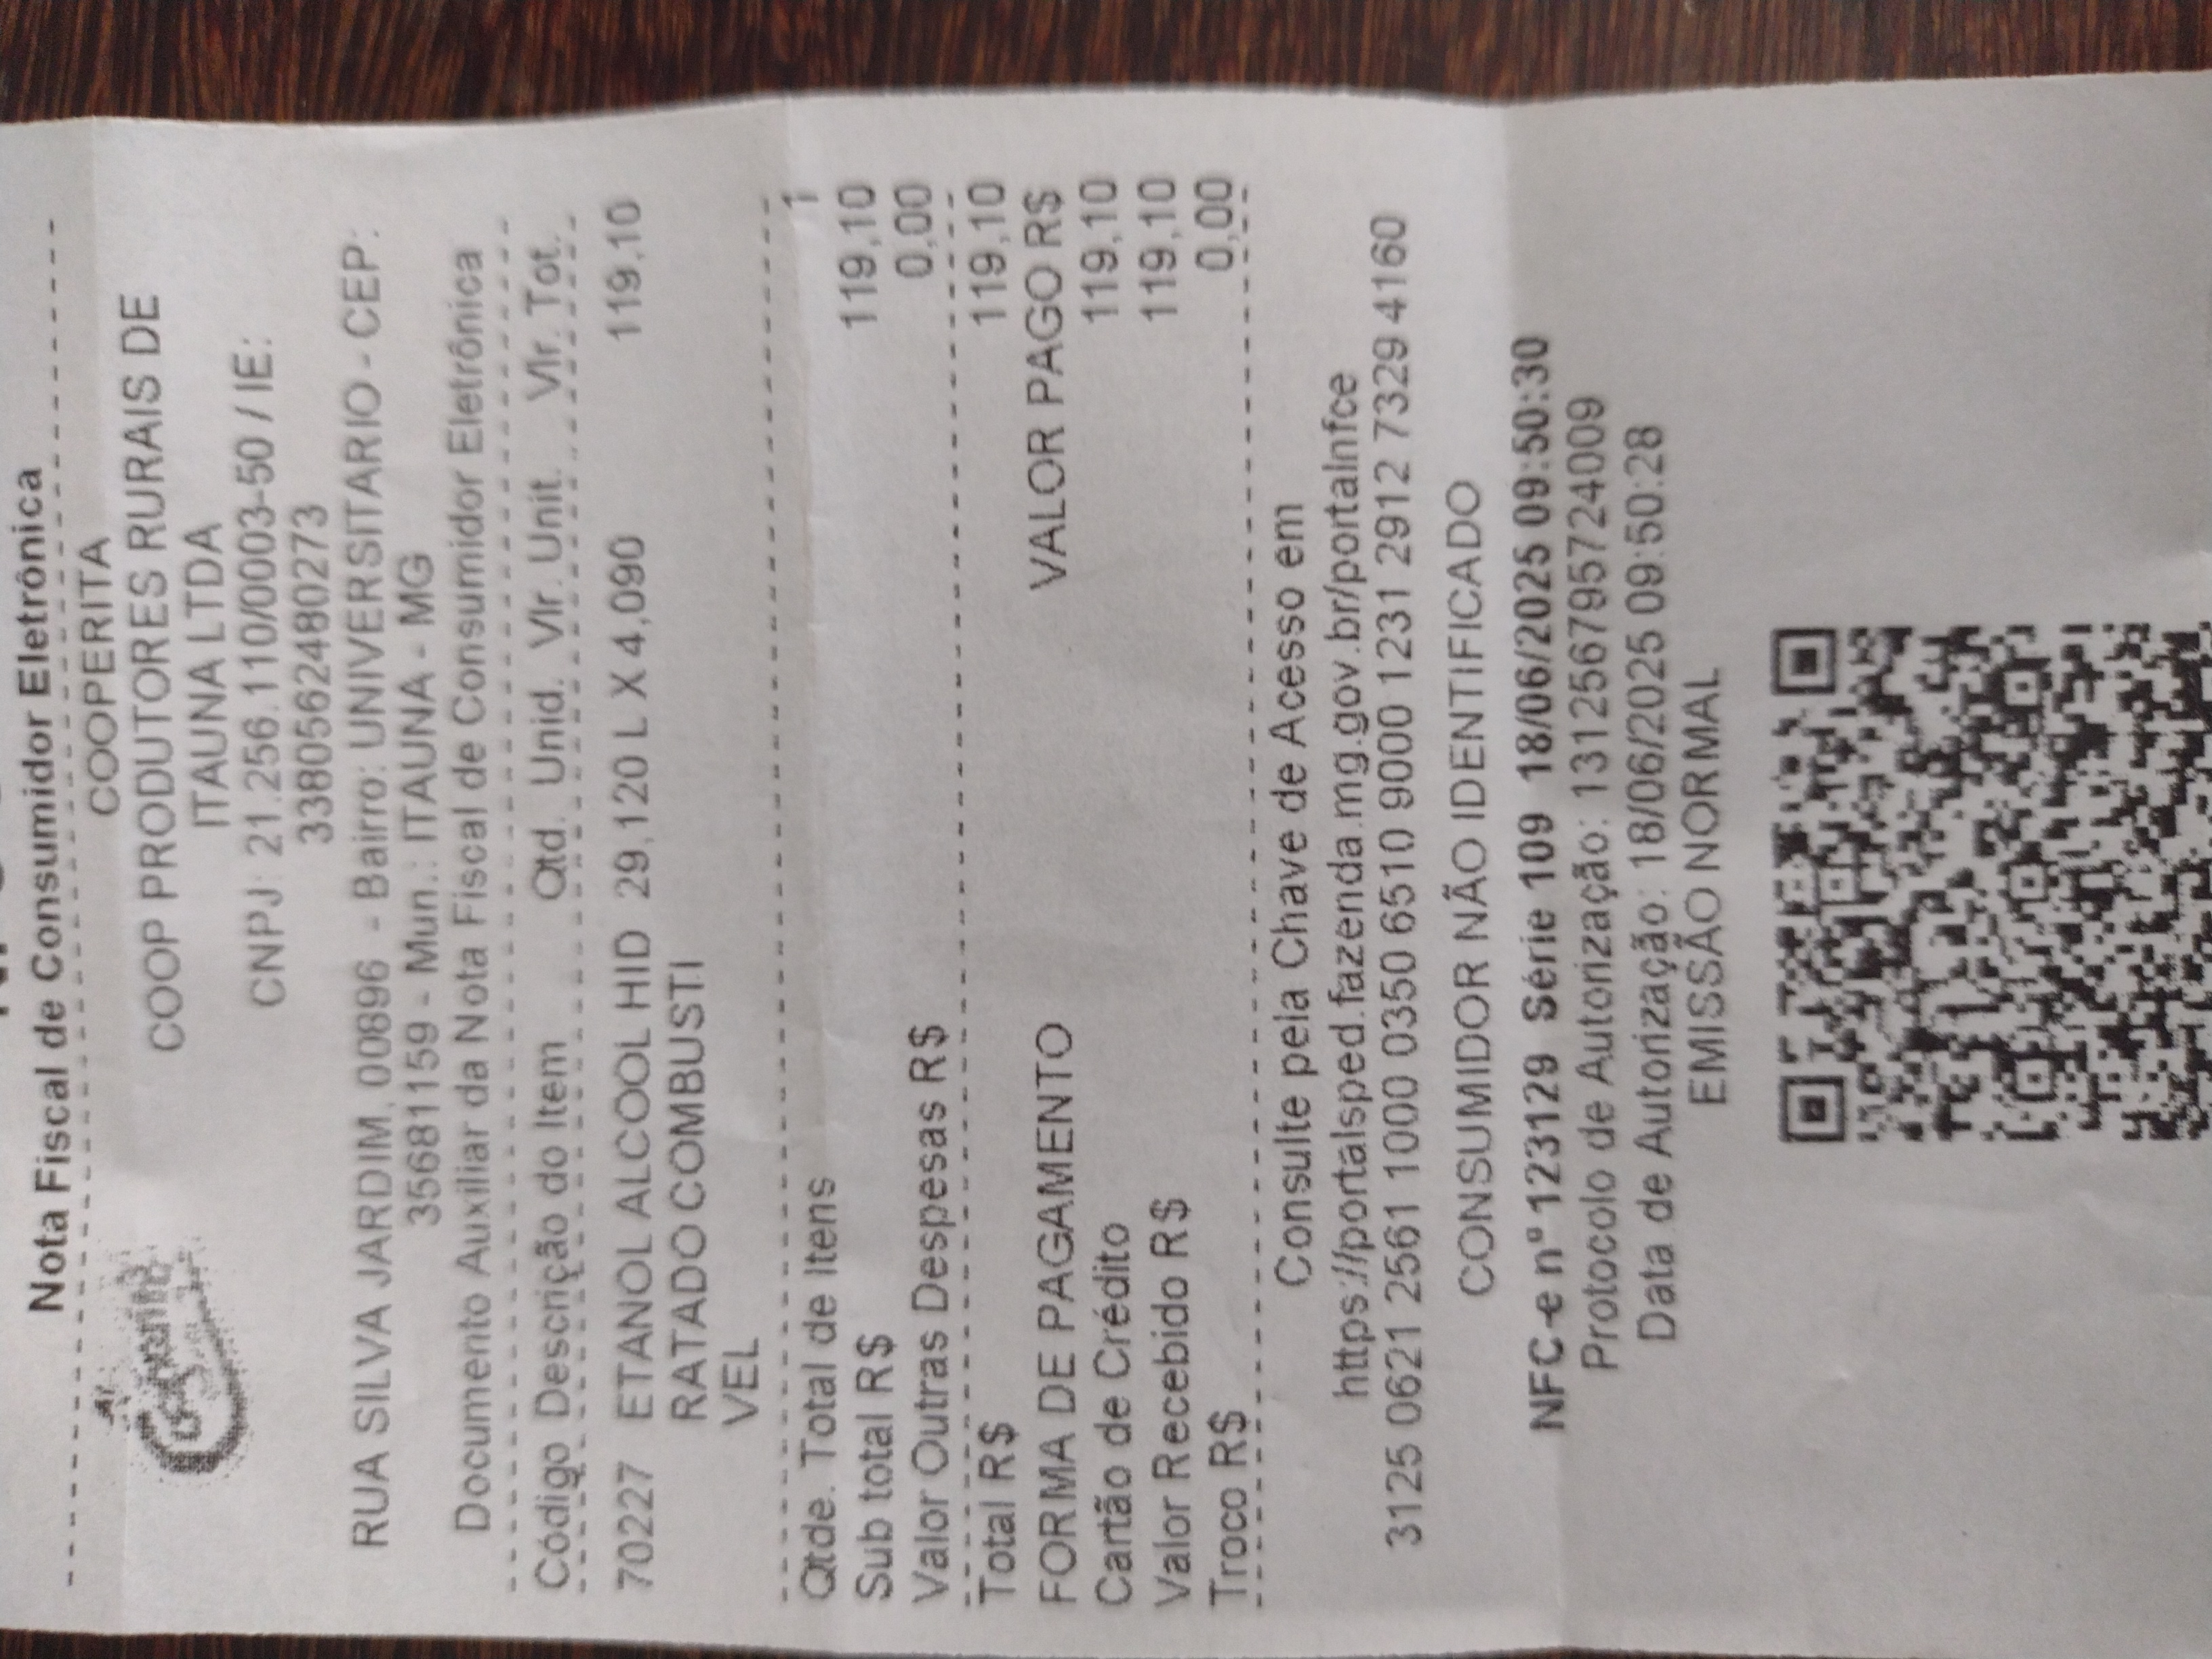 Nota Fiscal de Consumidor Eletrônica
COOPERITA
COOP PRODUTORES RURAIS DE
ITAUNA LTDA
CNPJ: 21.256.110/0003-50 / IE:
3380562480273
RUA SILVA JARDIM, 00896 - Bairro: UNIVERSITARIO - CEP:
35681159 - Mun.: ITAUNA - MG
Documento Auxiliar da Nota Fiscal de Consumidor Eletrônica
Código Descrição do Item Qtd. Unid. Vlr. Unit. Vlr. Tot.
70227 ETANOL ALCOOL HID 29,120 L X 4,090 119,10
RATADO COMBUSTI
VEL
Qtde. Total de Itens 1
Sub total R$ 119,10
Valor Outras Despesas R$ 0,00
Total R$ 119,10
FORMA DE PAGAMENTO VALOR PAGO R$
Cartão de Crédito 119,10
Valor Recebido R$ 119,10
Troco R$ 0,00
Consulte pela Chave de Acesso em
https://portalsped.fazenda.mg.gov.br/portalnfce
3125 0621 2561 1000 0350 6510 9000 1231 2912 7329 4160
CONSUMIDOR NÃO IDENTIFICADO
NFC-e nº 123129 Série 109 18/06/2025 09:50:30
Protocolo de Autorização: 131256795724009
Data de Autorização: 18/06/2025 09:50:28
EMISSÃO NORMAL